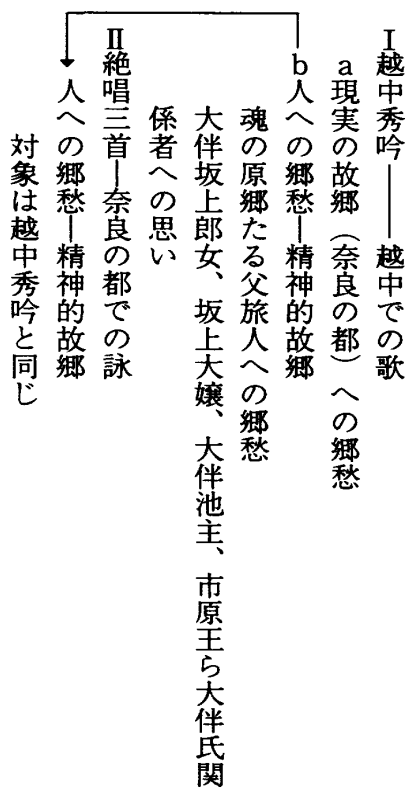 Ⅰ越中秀吟――越中での歌
a現実の故郷（奈良の都）への郷愁
b人への郷愁―精神的故郷
魂の原郷たる父旅人への郷愁
大伴坂上郎女、坂上大嬢、大伴池主、市原王ら大伴氏関
係者への思い
Ⅱ絶唱三首―奈良の都での詠
人への郷愁―精神的故郷
対象は越中秀吟と同じ